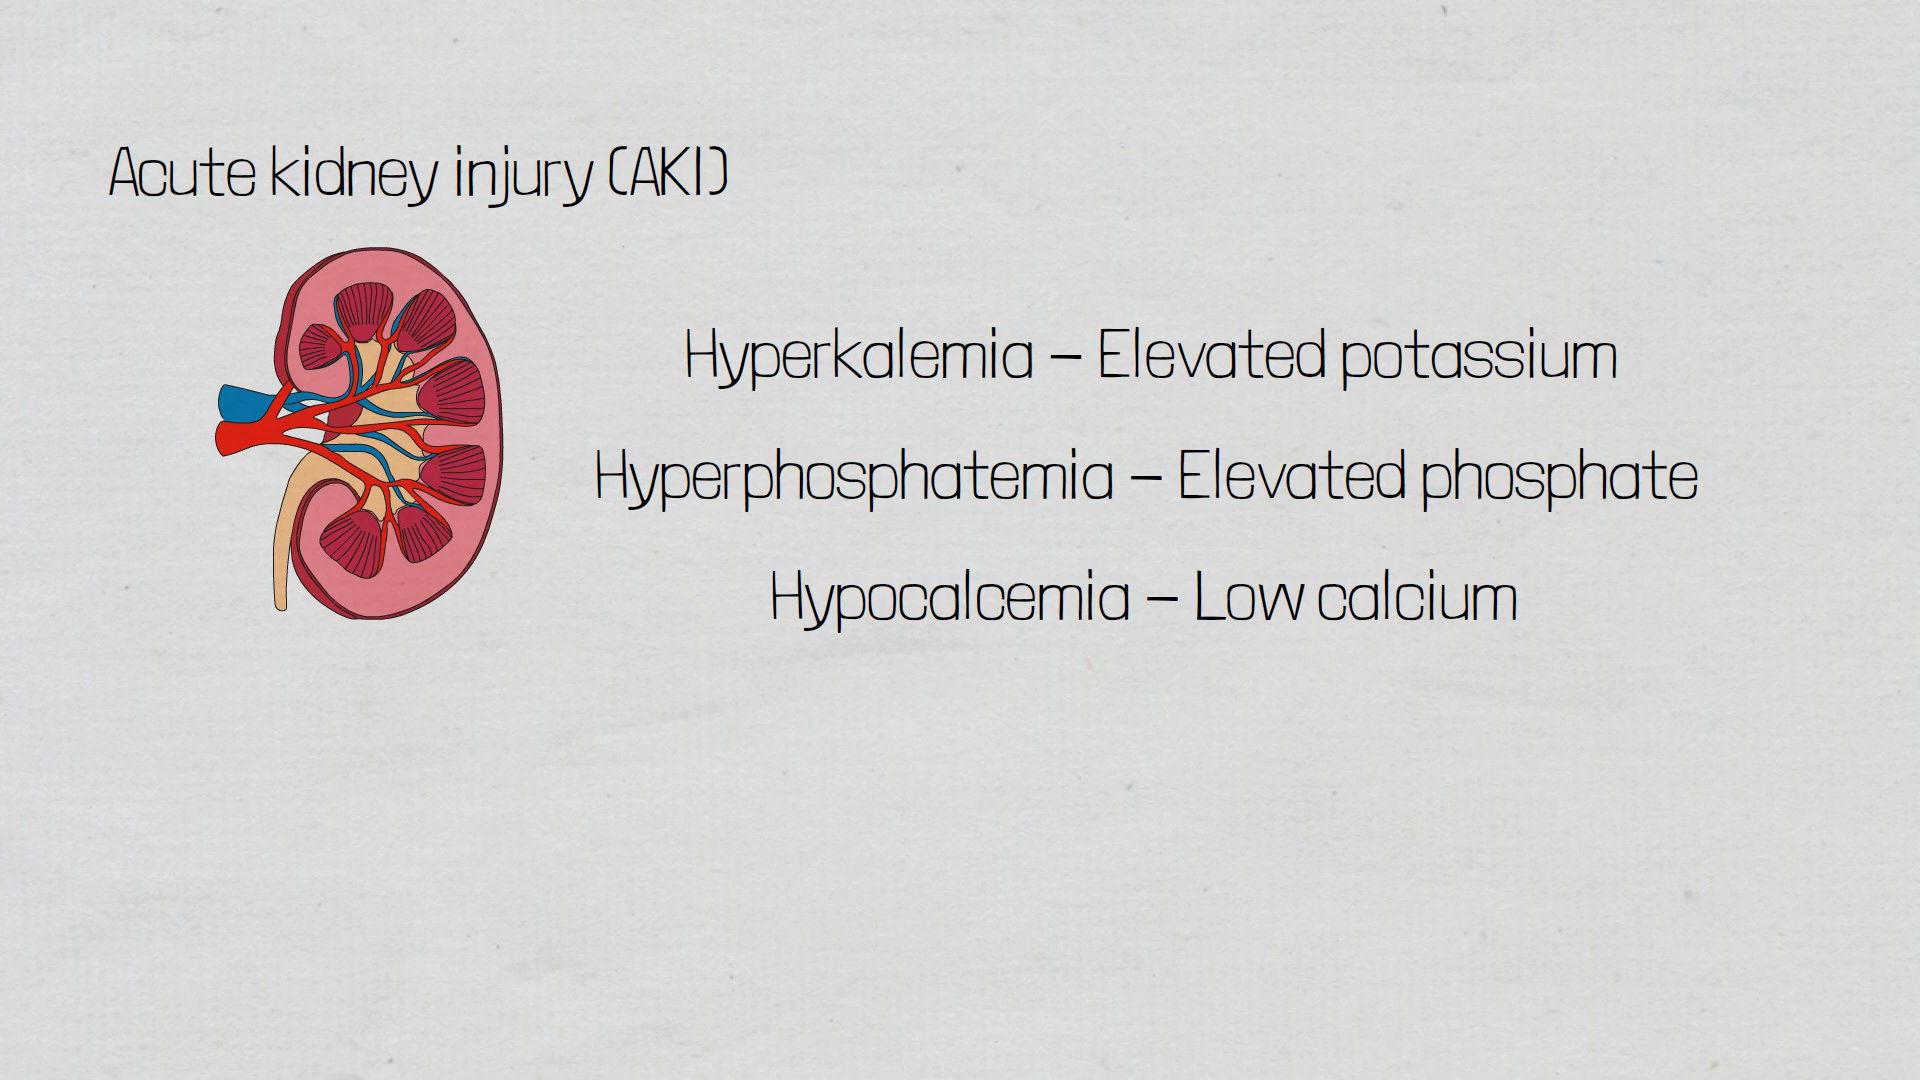 Acute kidney injury (AKI)
Hyperkalemia – Elevated potassium
Hyperphosphatemia – Elevated phosphate
Hypocalcemia – Low calcium